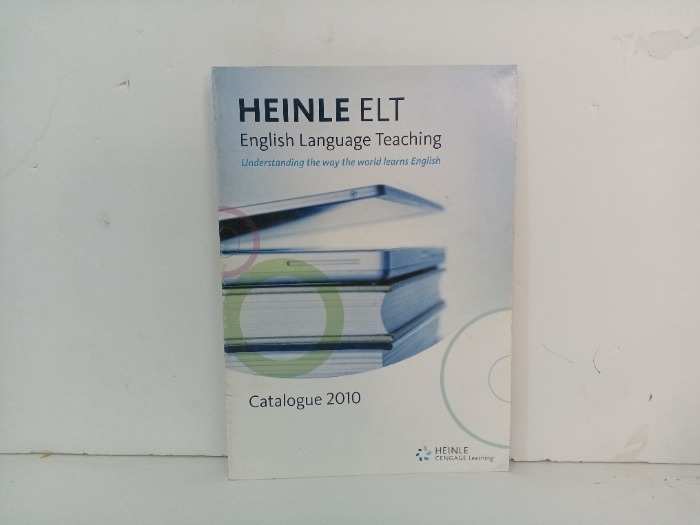 HEINLE ELT
English Language Teaching
Understanding the way the world learns English
Catalogue 2010
HEINLE
CENGAGE Learning